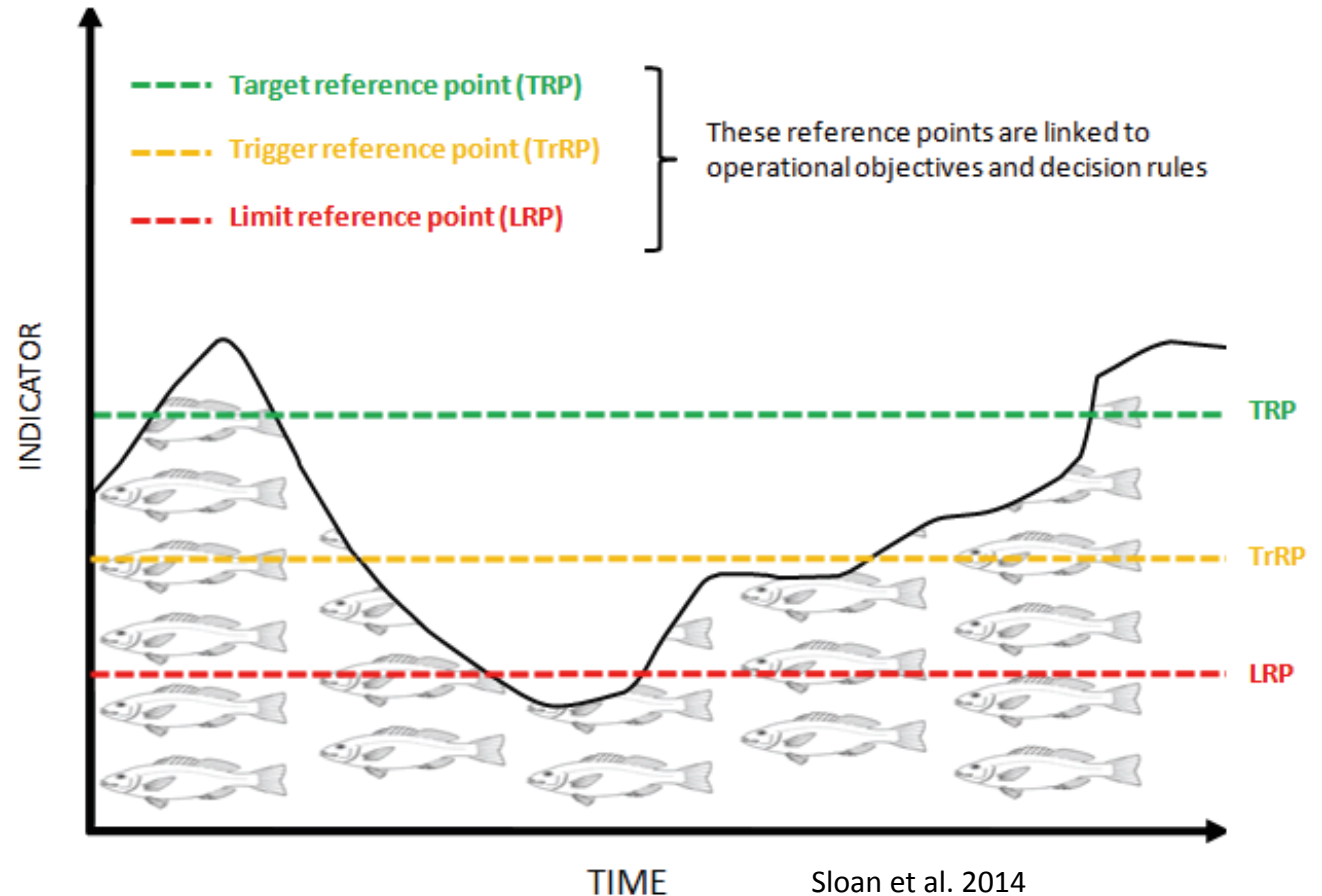 Target reference point (TRP)
Trigger reference point (TrRP)
Limit reference point (LRP)
These reference points are linked to
operational objectives and decision rules
INDICATOR
TRP
TrRP
LRP
TIME
Sloan et al. 2014